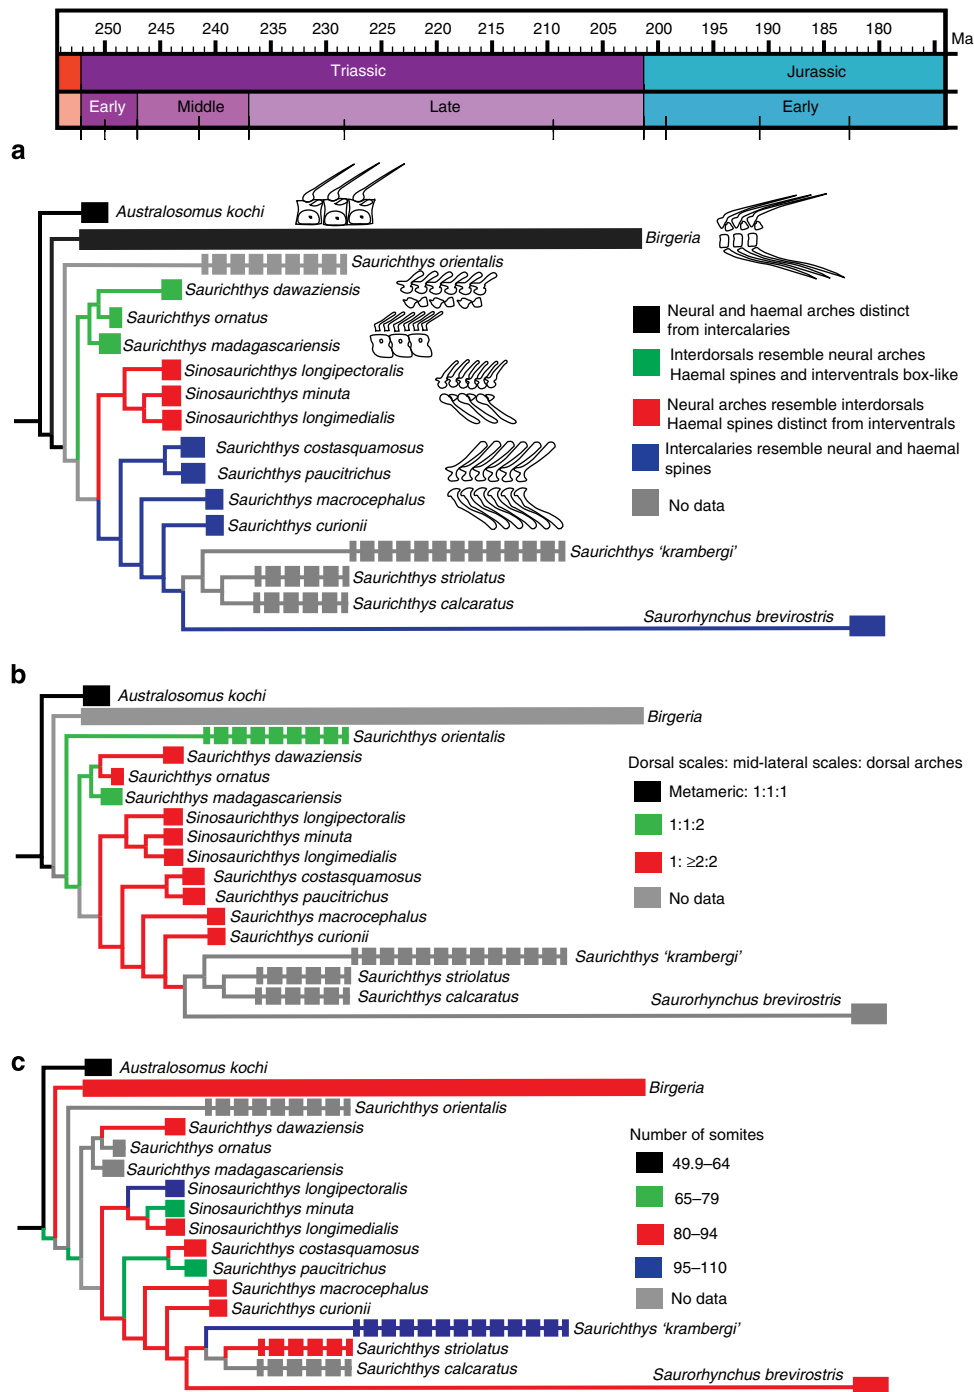 250 245 240 235 230 225 220 215 210 205 200 195 190 185 180 Ma
Triassic Jurassic
Early Middle Late Early
a
Australosomus kochi
Birgeria
Saurichthys orientalis
Saurichthys dawaziensis
Saurichthys ornatus
Saurichthys madagascariensis
Sinosaurichthys longipectoralis
Sinosaurichthys minuta
Sinosaurichthys longimedialis
Saurichthys costasquamosus
Saurichthys paucitrichus
Saurichthys macrocephalus
Saurichthys curionii
Saurichthys ‘krambergi’
Saurichthys striolatus
Saurichthys calcaratus
Saurorhynchus brevirostris
Neural and haemal arches distinct
from intercalaries
Interdorsals resemble neural arches
Haemal spines and interventrals box-like
Neural arches resemble interdorsals
Haemal spines distinct from interventrals
Intercalaries resemble neural and haemal
spines
No data
b
Australosomus kochi
Birgeria
Saurichthys orientalis
Saurichthys dawaziensis
Saurichthys ornatus
Saurichthys madagascariensis
Sinosaurichthys longipectoralis
Sinosaurichthys minuta
Sinosaurichthys longimedialis
Saurichthys costasquamosus
Saurichthys paucitrichus
Saurichthys macrocephalus
Saurichthys curionii
Saurichthys ‘krambergi’
Saurichthys striolatus
Saurichthys calcaratus
Saurorhynchus brevirostris
Dorsal scales: mid-lateral scales: dorsal arches
Metameric: 1:1:1
1:1:2
1: ≥2:2
No data
c
Australosomus kochi
Birgeria
Saurichthys orientalis
Saurichthys dawaziensis
Saurichthys ornatus
Saurichthys madagascariensis
Sinosaurichthys longipectoralis
Sinosaurichthys minuta
Sinosaurichthys longimedialis
Saurichthys costasquamosus
Saurichthys paucitrichus
Saurichthys macrocephalus
Saurichthys curionii
Saurichthys ‘krambergi’
Saurichthys striolatus
Saurichthys calcaratus
Saurorhynchus brevirostris
Number of somites
49.9–64
65–79
80–94
95–110
No data